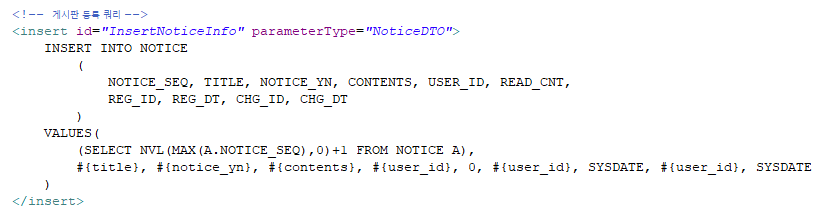 <!-- 게시판 등록 쿼리 -->
<insert id="InsertNoticeInfo" parameterType="NoticeDTO">
INSERT INTO NOTICE
(
NOTICE_SEQ, TITLE, NOTICE_YN, CONTENTS, USER_ID, READ_CNT,
REG_ID, REG_DT, CHG_ID, CHG_DT
)
VALUES(
(SELECT NVL(MAX(A.NOTICE_SEQ),0)+1 FROM NOTICE A),
#{title}, #{notice_yn}, #{contents}, #{user_id}, 0, #{user_id}, SYSDATE, #{user_id}, SYSDATE
)
</insert>